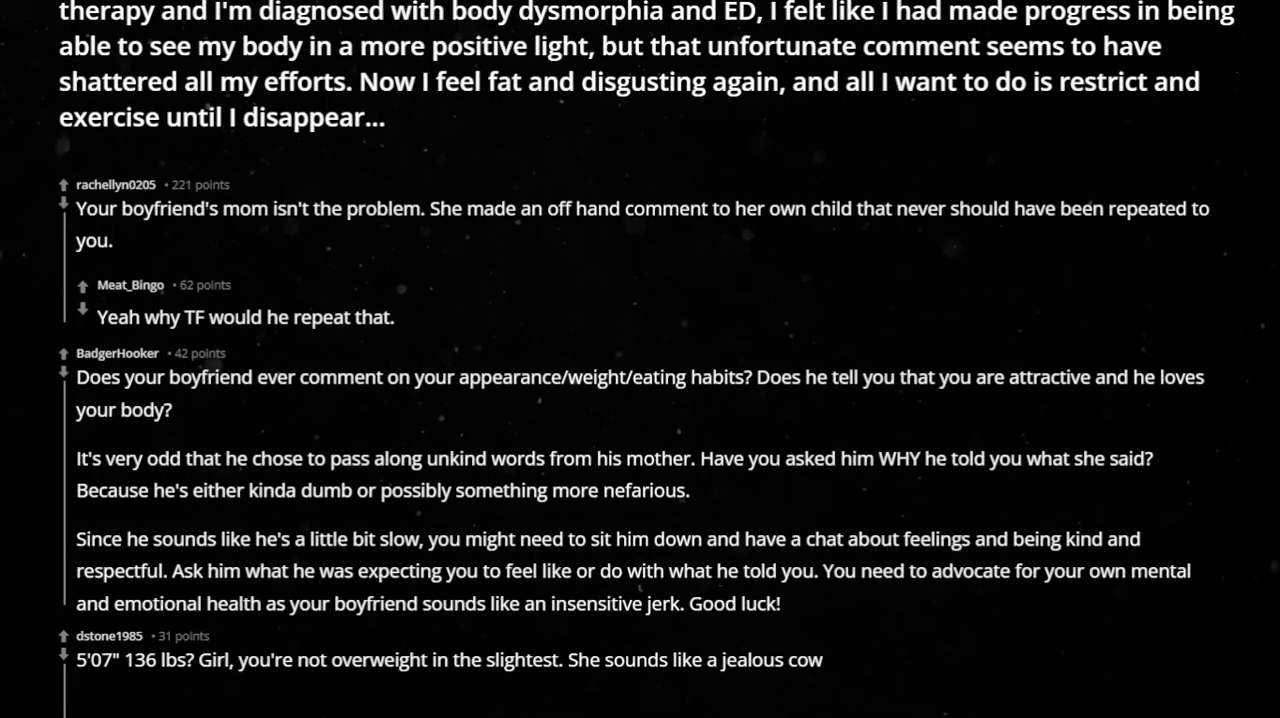 therapy and I'm diagnosed with body dysmorphia and ED, I felt like I had made progress in being
able to see my body in a more positive light, but that unfortunate comment seems to have
shattered all my efforts. Now I feel fat and disgusting again, and all I want to do is restrict and
exercise until I disappear...
rachellyn0205 • 221 points
Your boyfriend's mom isn't the problem. She made an off hand comment to her own child that never should have been repeated to
you.
Meat_Bingo • 62 points
Yeah why TF would he repeat that.
BadgerHooker • 42 points
Does your boyfriend ever comment on your appearance/weight/eating habits? Does he tell you that you are attractive and he loves
your body?
It's very odd that he chose to pass along unkind words from his mother. Have you asked him WHY he told you what she said?
Because he's either kinda dumb or possibly something more nefarious.
Since he sounds like he's a little bit slow, you might need to sit him down and have a chat about feelings and being kind and
respectful. Ask him what he was expecting you to feel like or do with what he told you. You need to advocate for your own mental
and emotional health as your boyfriend sounds like an insensitive jerk. Good luck!
dstone1985 • 31 points
5'07" 136 lbs? Girl, you're not overweight in the slightest. She sounds like a jealous cow